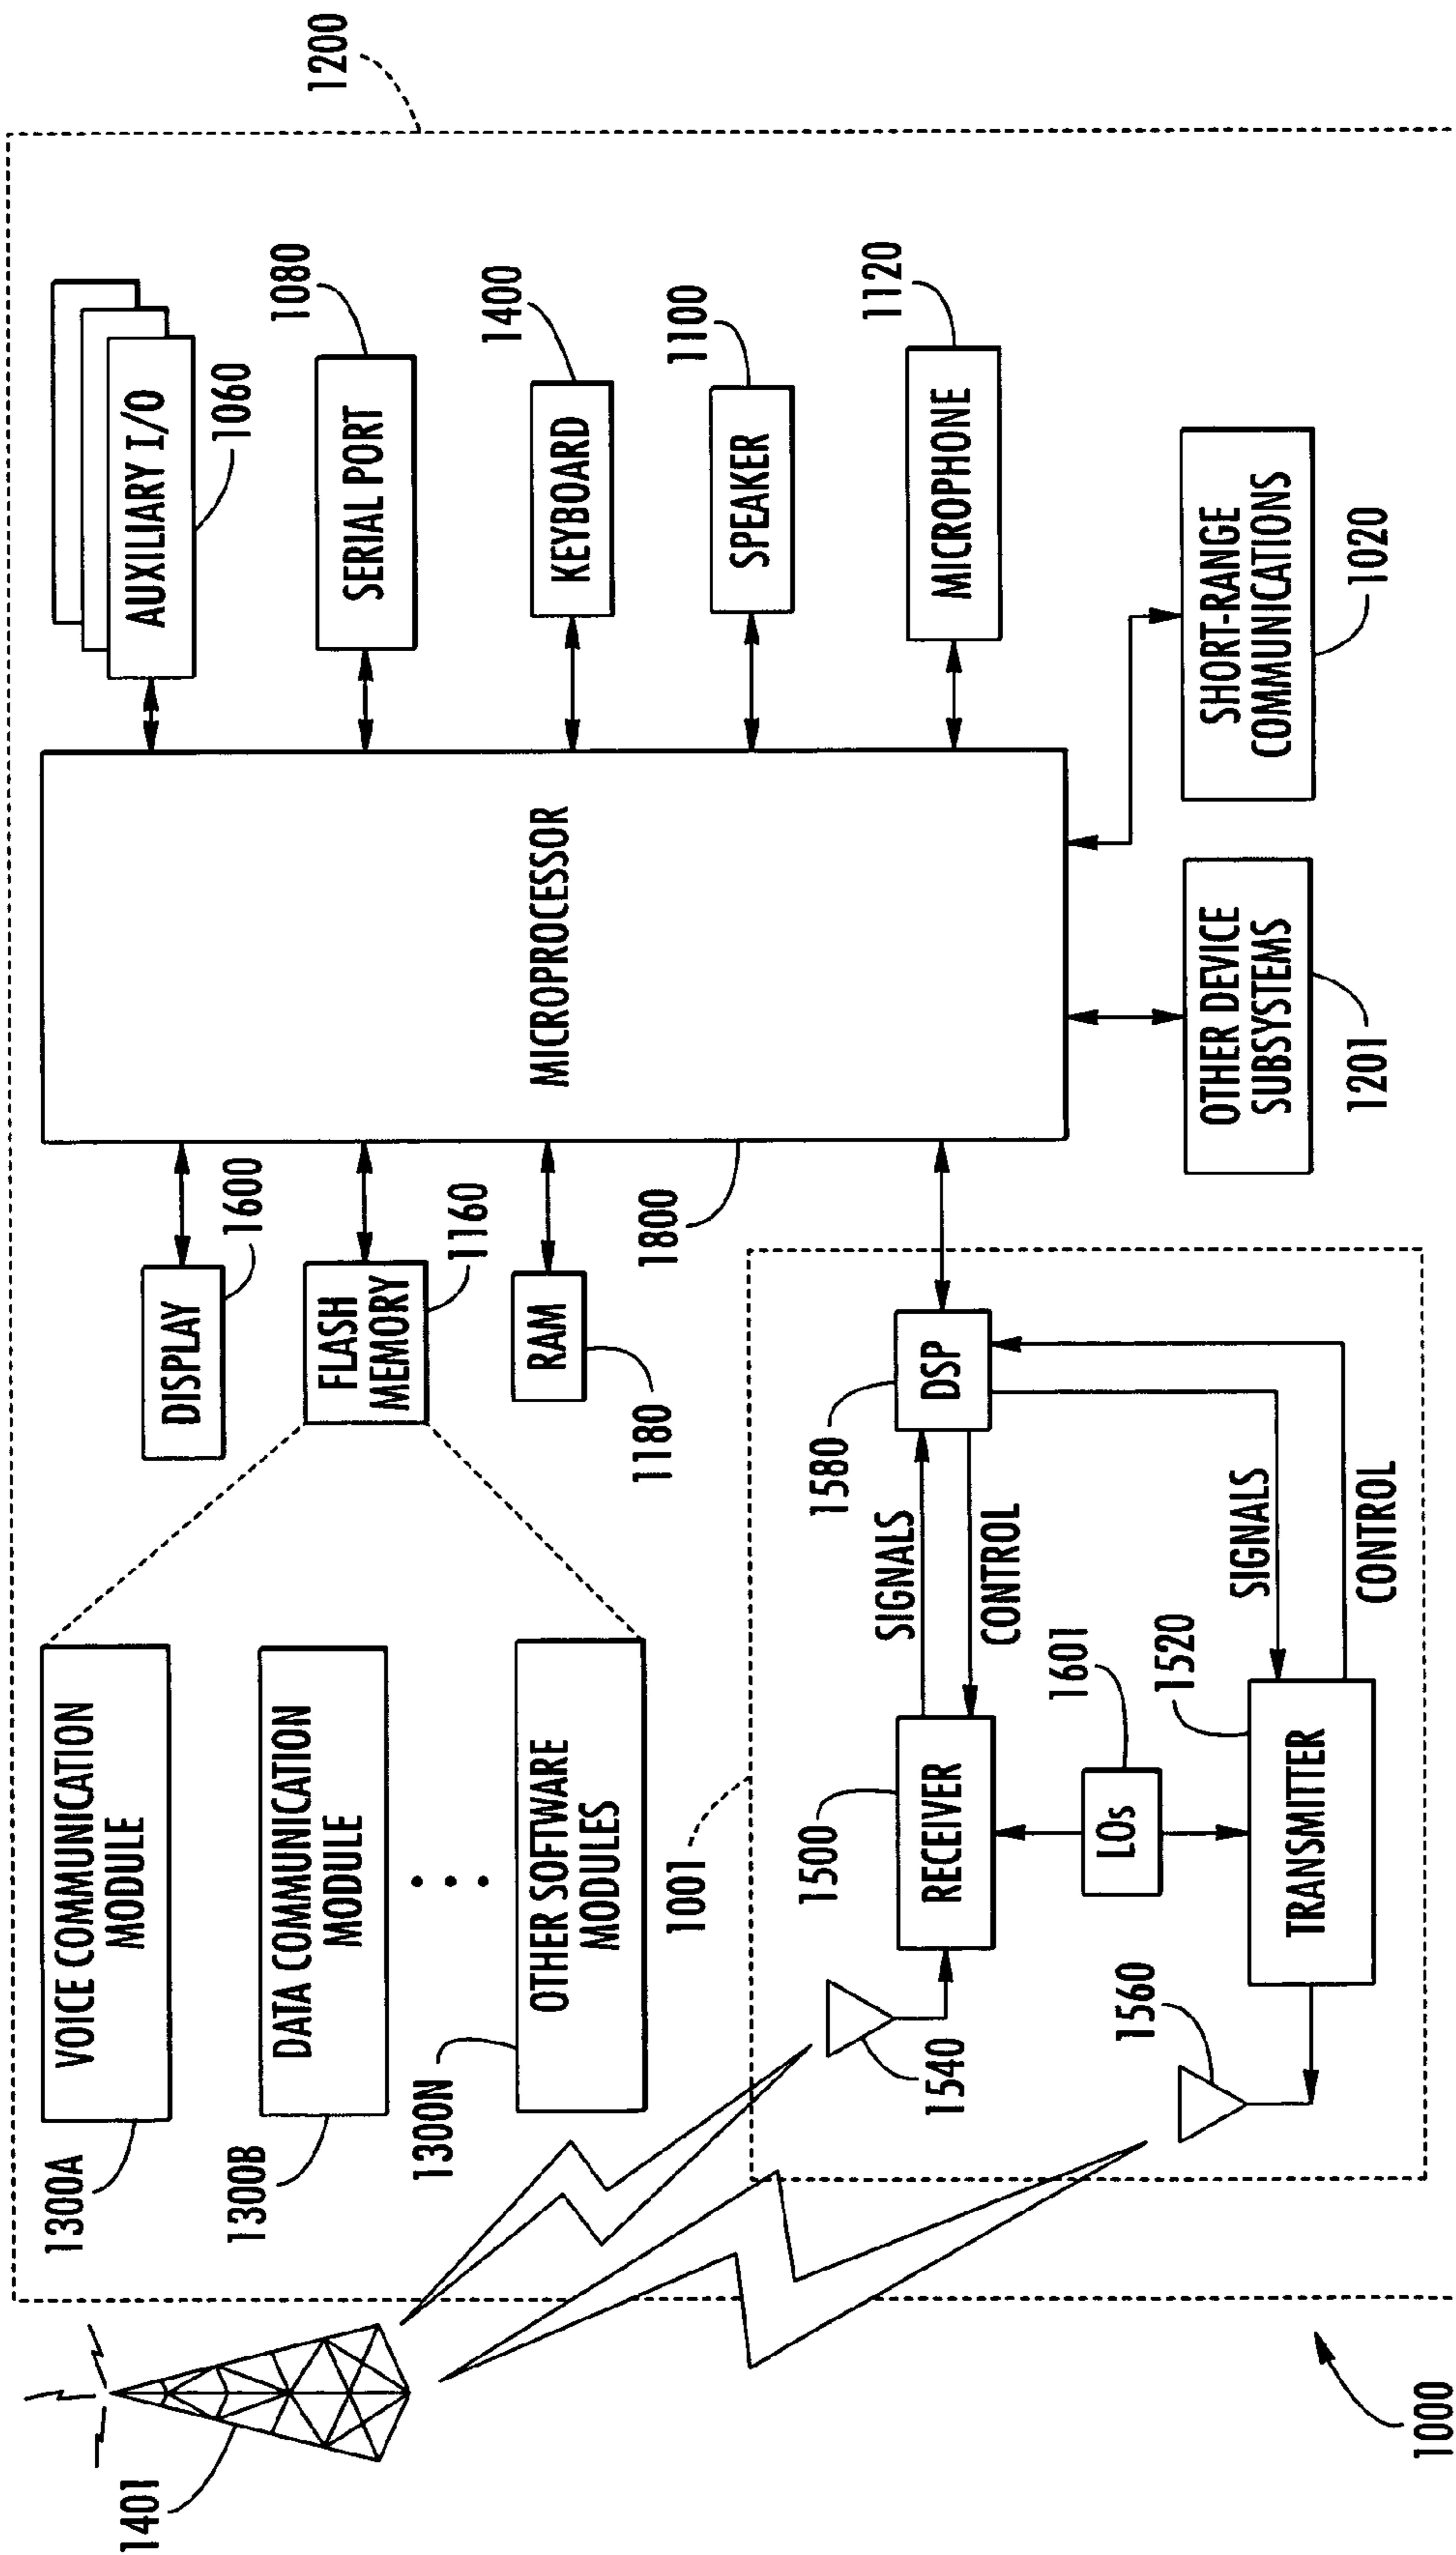 1401
1000
1200
1300A
VOICE COMMUNICATION
MODULE
1300B
DATA COMMUNICATION
MODULE
1300N
OTHER SOFTWARE
MODULES
DISPLAY
1600
FLASH
MEMORY
1160
RAM
1180
MICROPROCESSOR
1800
AUXILIARY I/O
1060
SERIAL PORT
1080
KEYBOARD
1400
SPEAKER
1100
MICROPHONE
1120
SHORT-RANGE
COMMUNICATIONS
1020
OTHER DEVICE
SUBSYSTEMS
1201
1001
1540
1500
RECEIVER
SIGNALS
CONTROL
1580
DSP
LOs
1601
1560
1520
TRANSMITTER
SIGNALS
CONTROL